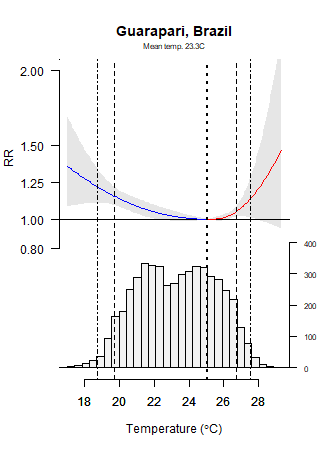 Guarapari, Brazil
Mean temp. 23.3C
2.00
1.50
1.25
1.00
0.80
RR
400
300
200
100
0
18 20 22 24 26 28
Temperature (°C)